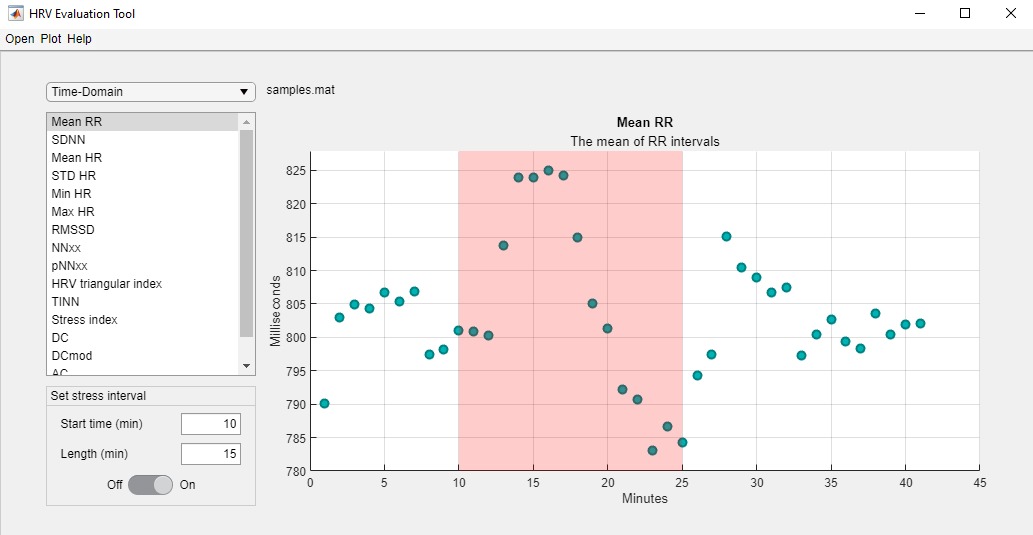 HRV Evaluation Tool
Open Plot Help
Time-Domain
samples.mat
Mean RR
SDNN
Mean HR
STD HR
Min HR
Max HR
RMSSD
NNxx
pNNxx
HRV triangular index
TINN
Stress index
DC
DCmod
AC
Set stress interval
Start time (min) 10
Length (min) 15
Off On
Mean RR
The mean of RR intervals
Milliseconds
825
820
815
810
805
800
795
790
785
780
0 5 10 15 20 25 30 35 40 45
Minutes